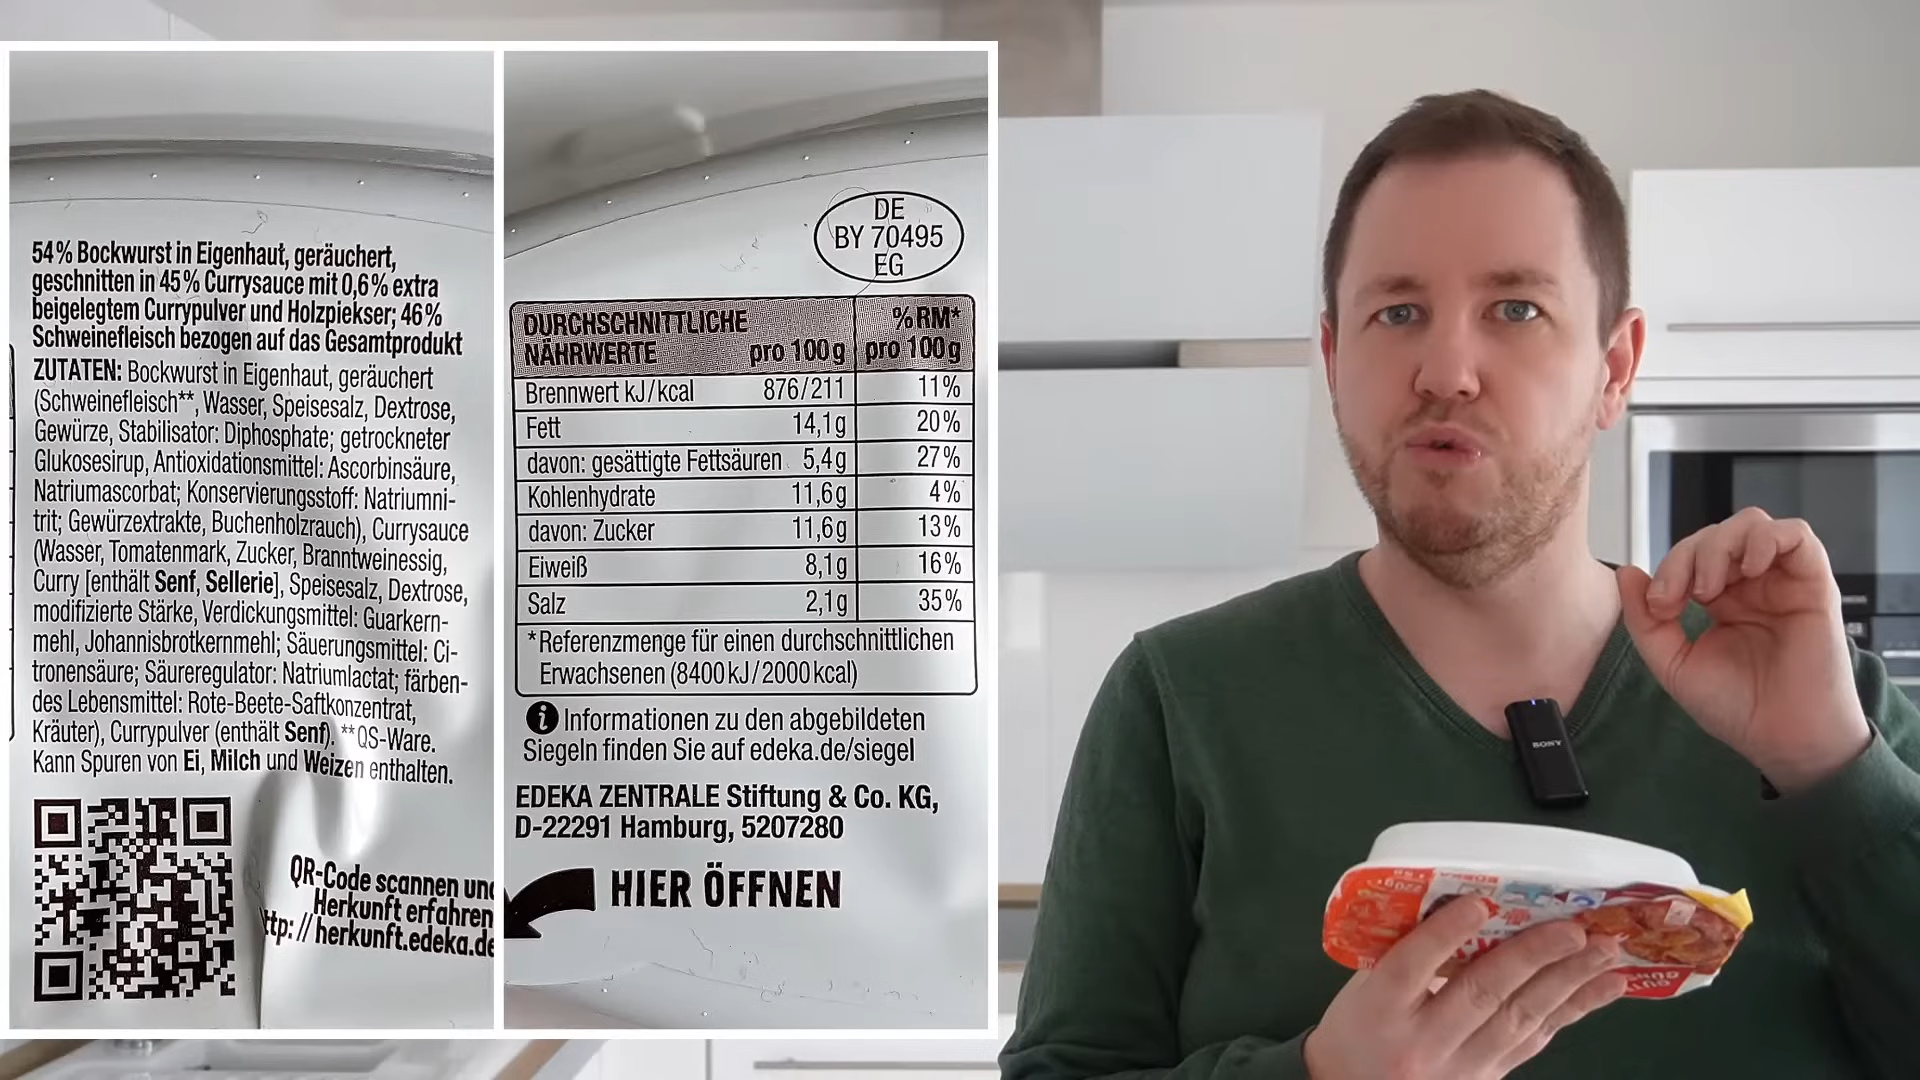 54% Bockwurst in Eigenhaut, geräuchert,
geschnitten in 45% Currysauce mit 0,6% extra
beigelegtem Currypulver und Holzpiekser; 46%
Schweinefleisch bezogen auf das Gesamtprodukt
ZUTATEN: Bockwurst in Eigenhaut, geräuchert
(Schweinefleisch**, Wasser, Speisesalz, Dextrose,
Gewürze, Stabilisator: Diphosphate; getrockneter
Glukosesirup, Antioxidationsmittel: Ascorbinsäure,
Natriumascorbat; Konservierungsstoff: Natriumni-
trit; Gewürzextrakte, Buchenholzrauch), Currysauce
(Wasser, Tomatenmark, Zucker, Branntweinessig,
Curry [enthält Senf, Sellerie], Speisesalz, Dextrose,
modifizierte Stärke, Verdickungsmittel: Guarkern-
mehl, Johannisbrotkernmehl; Säuerungsmittel: Ci-
tronensäure; Säureregulator: Natriumlactat; färben-
des Lebensmittel: Rote-Beete-Saftkonzentrat,
Kräuter), Currypulver (enthält Senf). **QS-Ware.
Kann Spuren von Ei, Milch und Weizen enthalten.
QR-Code scannen und
Herkunft erfahren
ttp://herkunft.edeka.de
DE
BY 70495
EG
DURCHSCHNITTLICHE NÄHRWERTE pro 100g %RM* pro 100g
Brennwert kJ/kcal 876/211 11%
Fett 14,1g 20%
davon: gesättigte Fettsäuren 5,4g 27%
Kohlenhydrate 11,6g 4%
davon: Zucker 11,6g 13%
Eiweiß 8,1g 16%
Salz 2,1g 35%
*Referenzmenge für einen durchschnittlichen
Erwachsenen (8400kJ/2000kcal)
i Informationen zu den abgebildeten
Siegeln finden Sie auf edeka.de/siegel
EDEKA ZENTRALE Stiftung & Co. KG,
D-22291 Hamburg, 5207280
HIER ÖFFNEN
SONY
EDEKA
220g